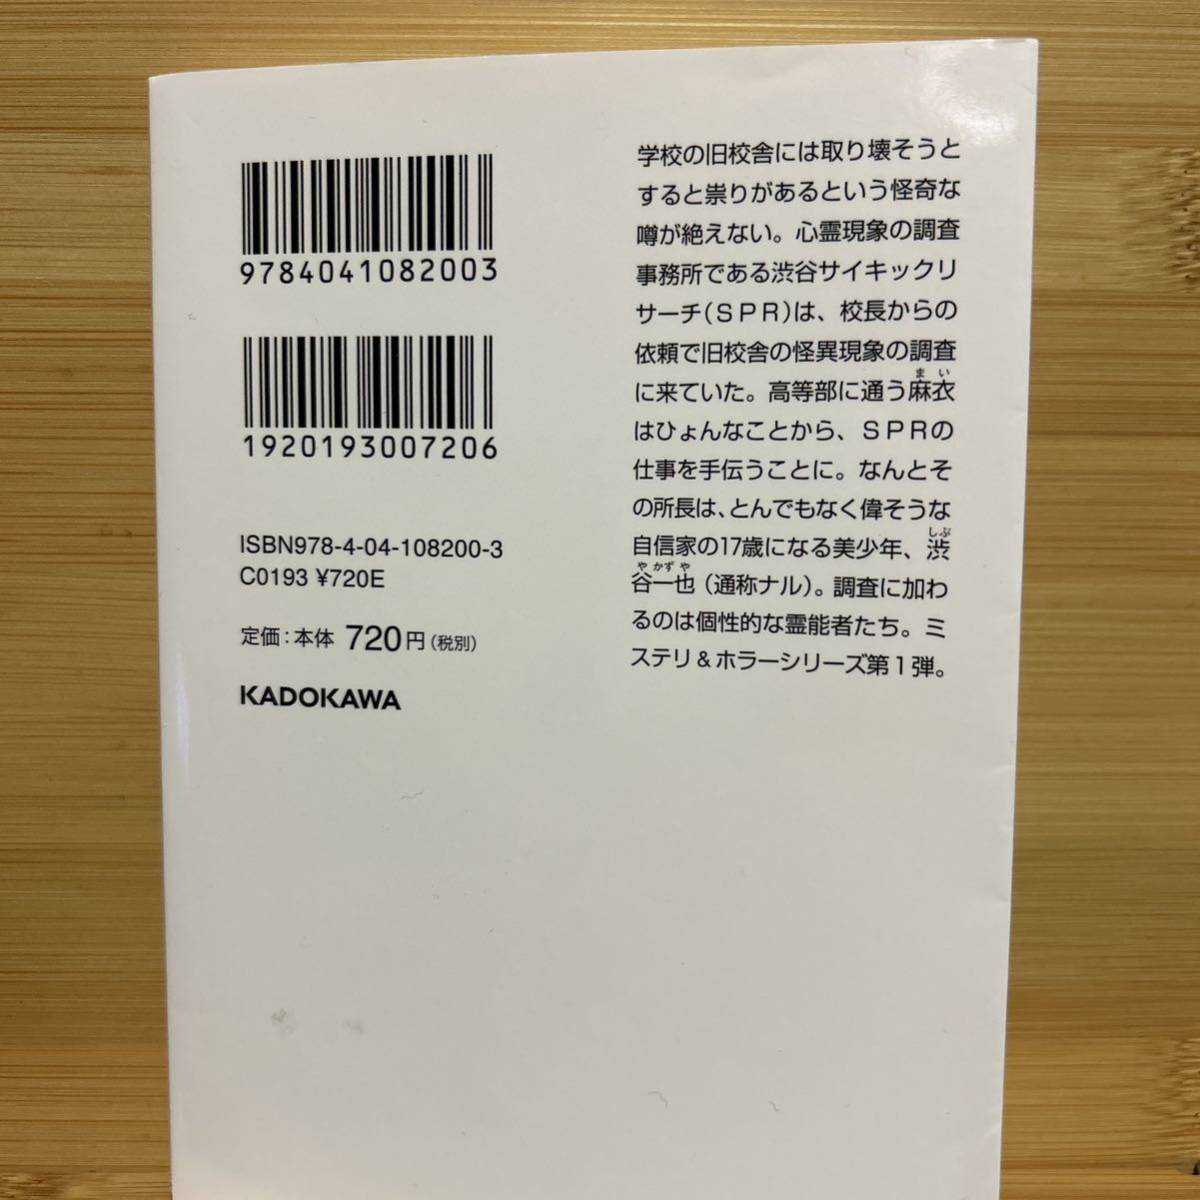 9784041082003
1920193007206
ISBN978-4-04-108200-3
C0193 ¥720E
定価：本体 720円（税別）
KADOKAWA
学校の旧校舎には取り壊そうと
すると祟りがあるという怪奇な
噂が絶えない。心霊現象の調査
事務所である渋谷サイキックリ
サーチ（ＳＰＲ）は、校長からの
依頼で旧校舎の怪異現象の調査
まい
に来ていた。高等部に通う麻衣
はひょんなことから、ＳＰＲの
仕事を手伝うことに。なんとそ
の所長は、とんでもなく偉そうな
しぶ
自信家の17歳になる美少年、渋
や かず や
谷一也（通称ナル）。調査に加わ
るのは個性的な霊能者たち。ミ
ステリ＆ホラーシリーズ第１弾。